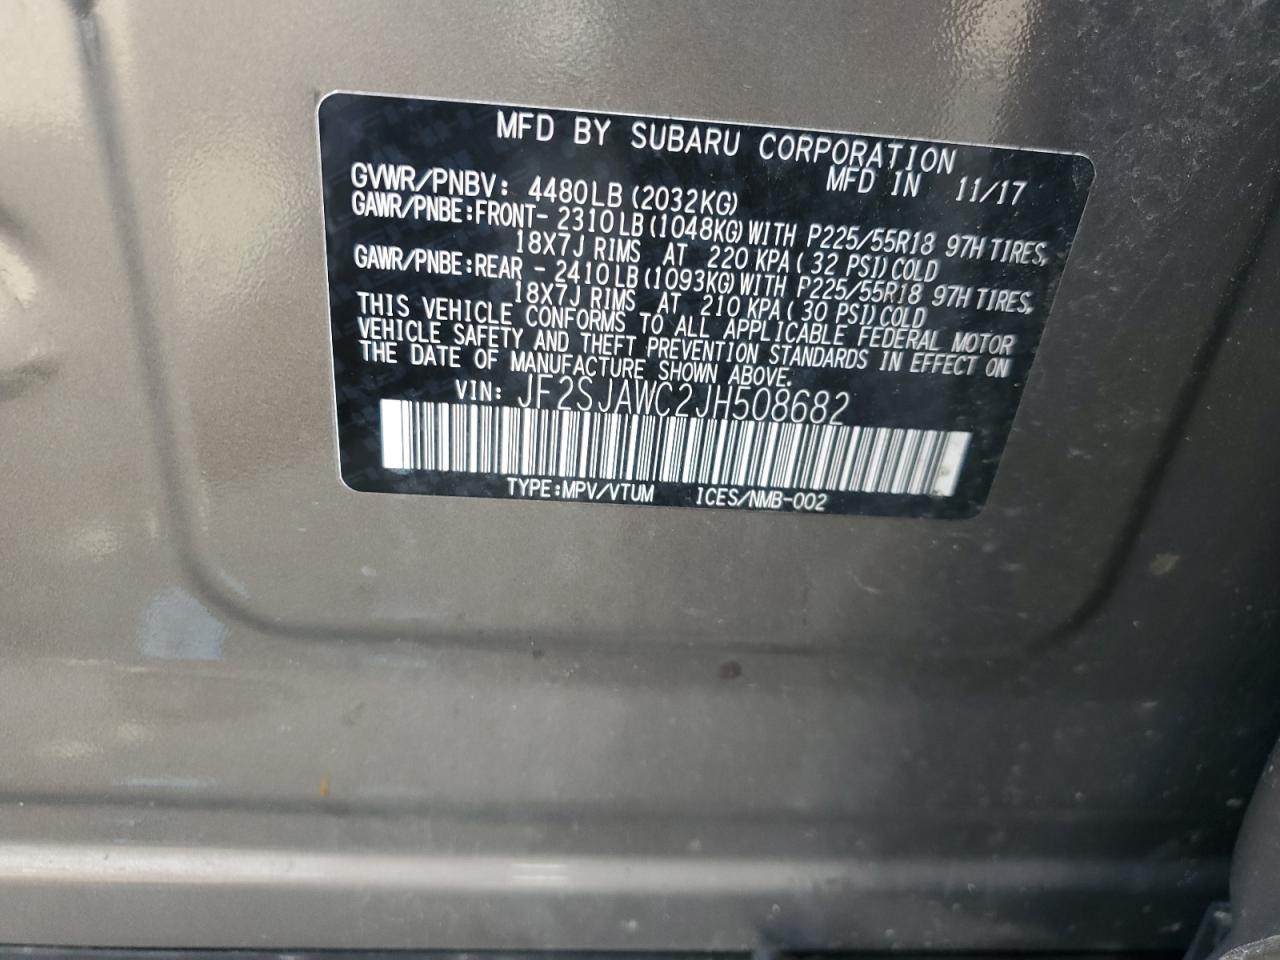 MFD BY SUBARU CORPORATION
MFD IN 11/17
GVWR/PNBV: 4480LB (2032KG)
GAWR/PNBE:FRONT- 2310LB (1048KG) WITH P225/55R18 97H TIRES,
18X7J RIMS AT 220 KPA ( 32 PSI) COLD
GAWR/PNBE:REAR - 2410LB (1093KG) WITH P225/55R18 97H TIRES,
18X7J RIMS AT 210 KPA ( 30 PSI) COLD
THIS VEHICLE CONFORMS TO ALL APPLICABLE FEDERAL MOTOR
VEHICLE SAFETY AND THEFT PREVENTION STANDARDS IN EFFECT ON
THE DATE OF MANUFACTURE SHOWN ABOVE.
VIN: JF2SJAWC2JH508682
TYPE:MPV/VTUM ICES/NMB-002